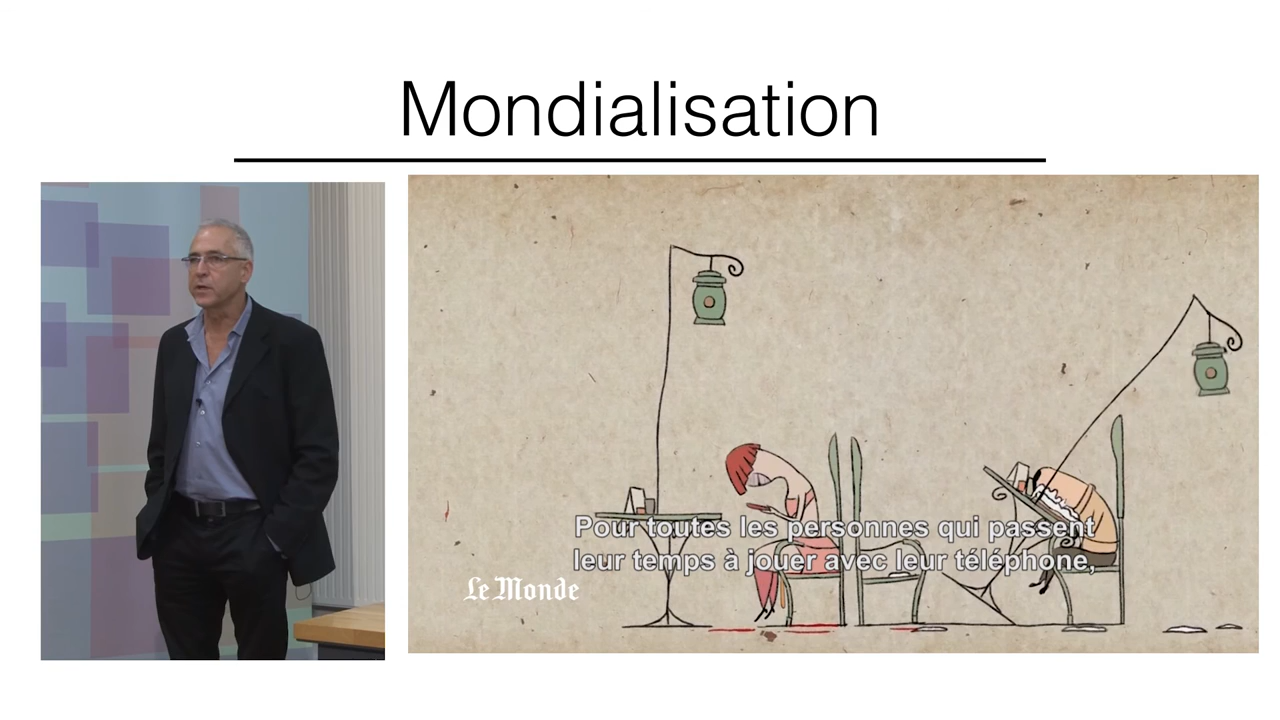 Mondialisation
Pour toutes les personnes qui passent
leur temps à jouer avec leur téléphone,
Le Monde